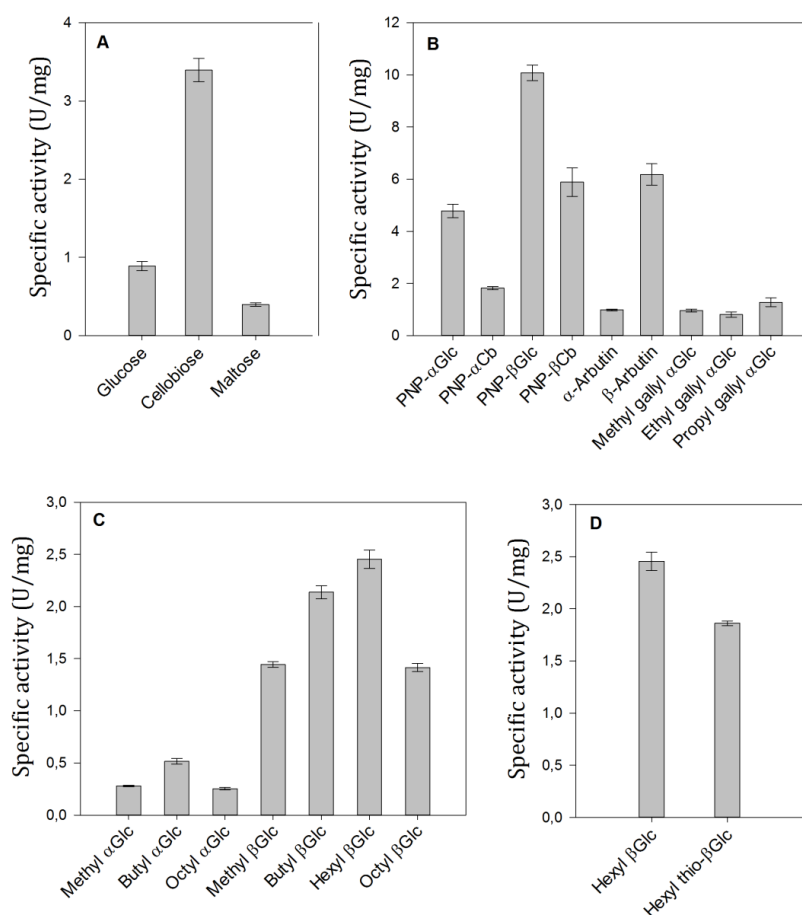 A
Specific activity (U/mg)
4
3
2
1
0
Glucose
Cellobiose
Maltose
B
Specific activity (U/mg)
12
10
8
6
4
2
0
PNP-αGlc
PNP-αCb
PNP-βGlc
PNP-βCb
α-Arbutin
β-Arbutin
Methyl gallyl αGlc
Ethyl gallyl αGlc
Propyl gallyl αGlc
C
Specific activity (U/mg)
3,0
2,5
2,0
1,5
1,0
0,5
0,0
Methyl αGlc
Butyl αGlc
Octyl αGlc
Methyl βGlc
Butyl βGlc
Hexyl βGlc
Octyl βGlc
D
Specific activity (U/mg)
3,0
2,5
2,0
1,5
1,0
0,5
0,0
Hexyl βGlc
Hexyl thio-βGlc